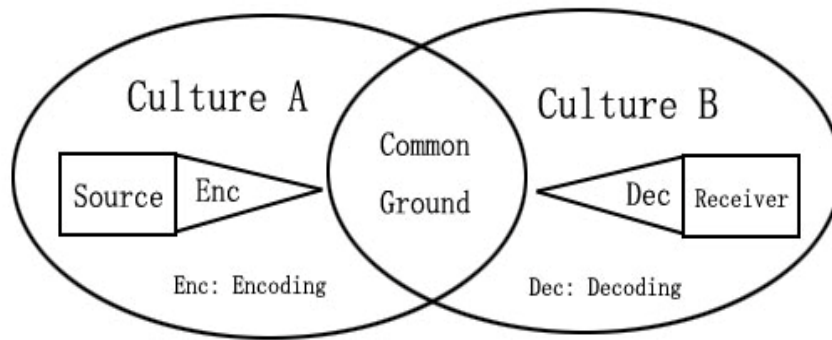 Culture A
Culture B
Common
Ground
Source
Enc
Dec
Receiver
Enc: Encoding
Dec: Decoding